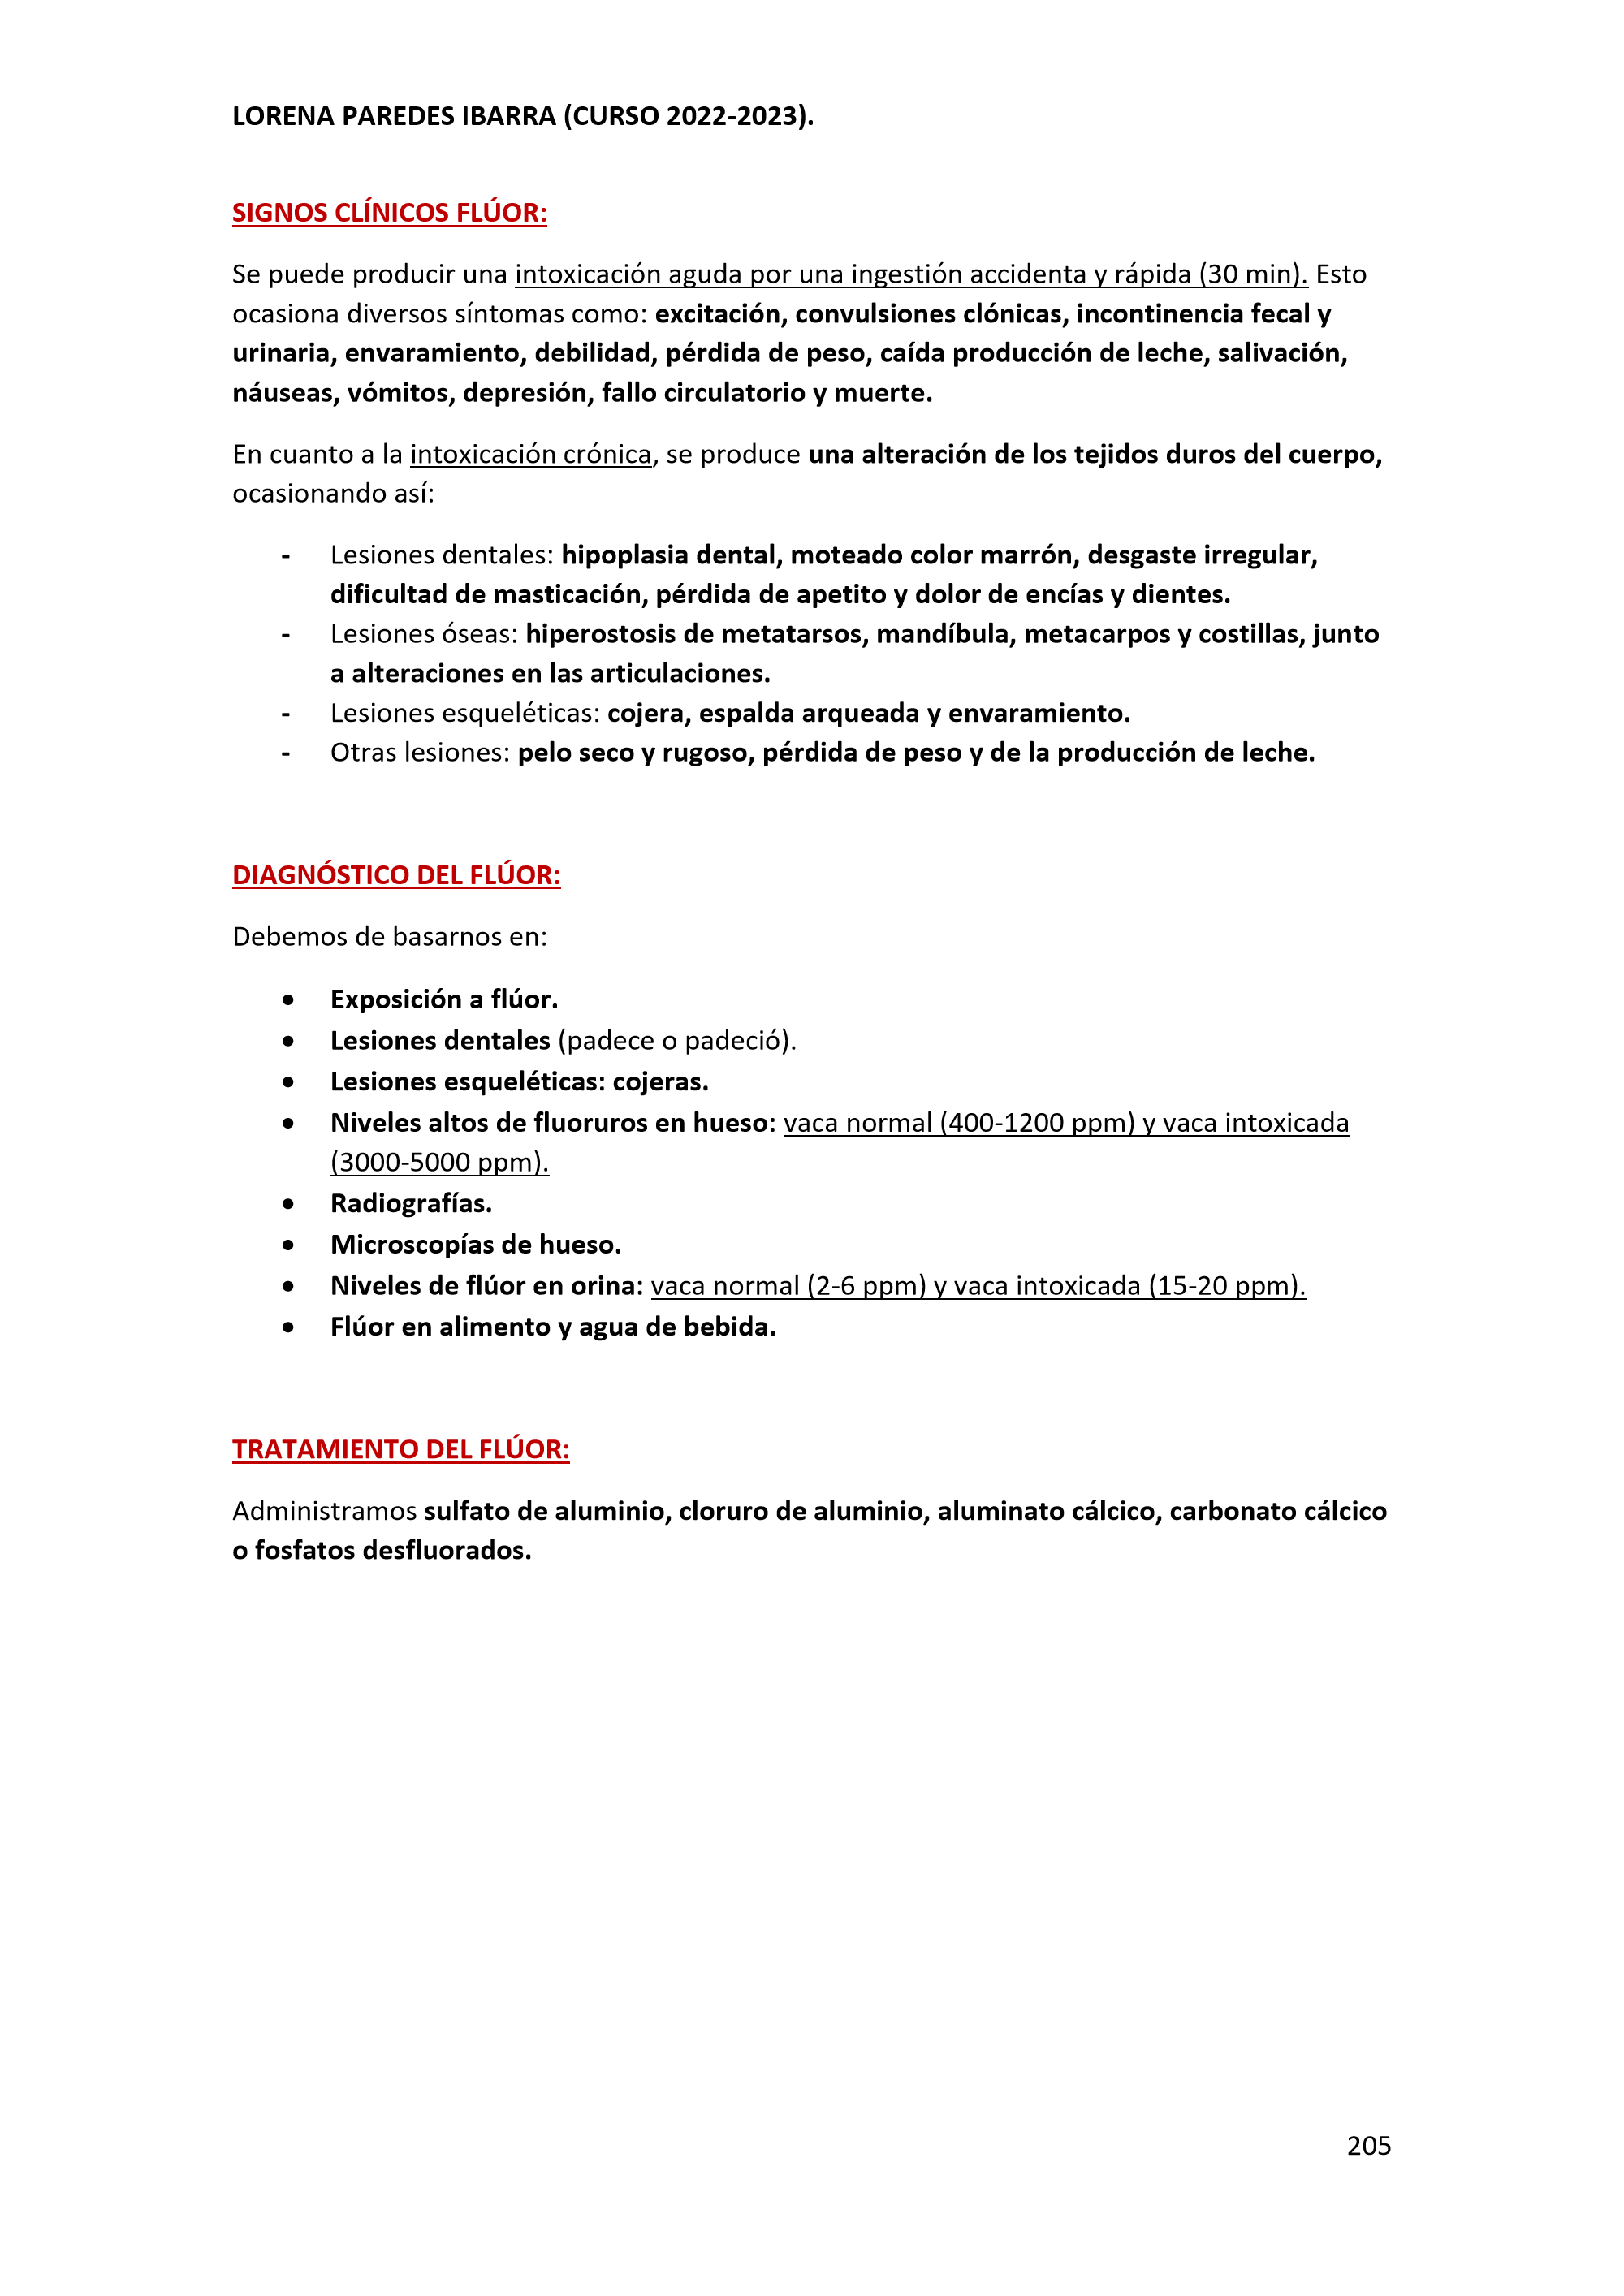 LORENA PAREDES IBARRA (CURSO 2022-2023).
SIGNOS CLÍNICOS FLÚOR:
Se puede producir una intoxicación aguda por una ingestión accidenta y rápida (30 min). Esto
ocasiona diversos síntomas como: excitación, convulsiones clónicas, incontinencia fecal y
urinaria, envaramiento, debilidad, pérdida de peso, caída producción de leche, salivación,
náuseas, vómitos, depresión, fallo circulatorio y muerte.
En cuanto a la intoxicación crónica, se produce una alteración de los tejidos duros del cuerpo,
ocasionando así:
- Lesiones dentales: hipoplasia dental, moteado color marrón, desgaste irregular,
dificultad de masticación, pérdida de apetito y dolor de encías y dientes.
- Lesiones óseas: hiperostosis de metatarsos, mandíbula, metacarpos y costillas, junto
a alteraciones en las articulaciones.
- Lesiones esqueléticas: cojera, espalda arqueada y envaramiento.
- Otras lesiones: pelo seco y rugoso, pérdida de peso y de la producción de leche.
DIAGNÓSTICO DEL FLÚOR:
Debemos de basarnos en:
• Exposición a flúor.
• Lesiones dentales (padece o padeció).
• Lesiones esqueléticas: cojeras.
• Niveles altos de fluoruros en hueso: vaca normal (400-1200 ppm) y vaca intoxicada
(3000-5000 ppm).
• Radiografías.
• Microscopías de hueso.
• Niveles de flúor en orina: vaca normal (2-6 ppm) y vaca intoxicada (15-20 ppm).
• Flúor en alimento y agua de bebida.
TRATAMIENTO DEL FLÚOR:
Administramos sulfato de aluminio, cloruro de aluminio, aluminato cálcico, carbonato cálcico
o fosfatos desfluorados.
205